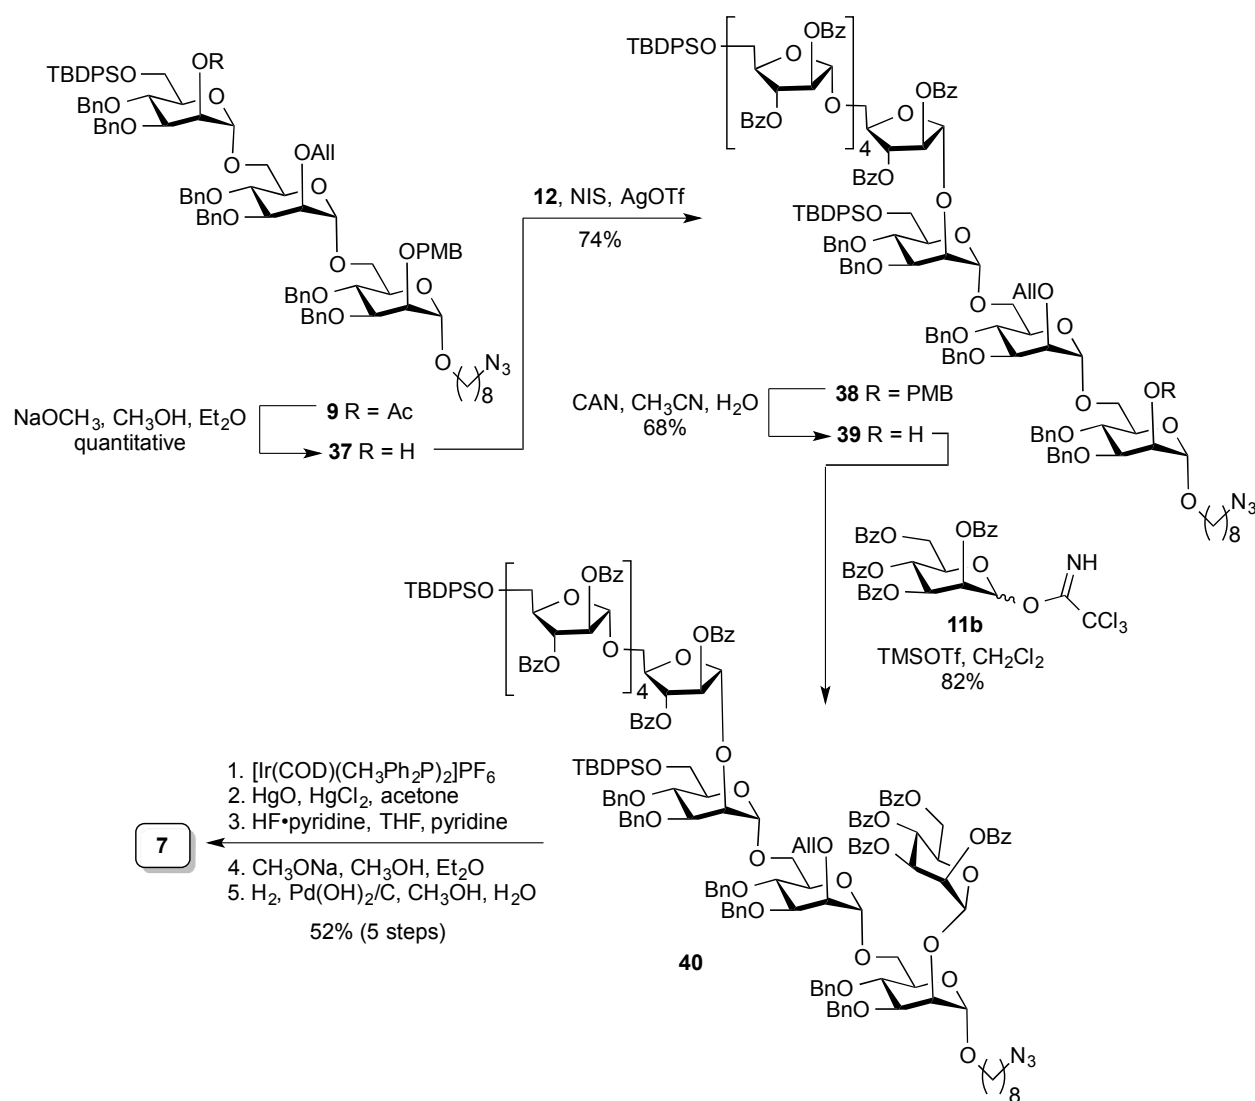 TBDPSO
OR
O
BnO
BnO
O
OAll
O
BnO
BnO
O
OPMB
O
BnO
BnO
O
N3
8
NaOCH3, CH3OH, Et2O
quantitative
9 R = Ac
37 R = H
12, NIS, AgOTf
74%
TBDPSO
O
OBz
BzO
O
4
O
OBz
BzO
O
TBDPSO
O
BnO
BnO
O
AllO
O
BnO
BnO
O
OR
O
BnO
BnO
O
N3
8
CAN, CH3CN, H2O
68%
38 R = PMB
39 R = H
BzO
OBz
O
BzO
BzO
O
NH
CCl3
11b
TMSOTf, CH2Cl2
82%
TBDPSO
O
OBz
BzO
O
4
O
OBz
BzO
O
TBDPSO
O
BnO
BnO
O
AllO
O
BnO
BnO
O
BzO
BzO
BzO
OBz
O
O
O
BnO
BnO
O
N3
8
40
1. [Ir(COD)(CH3Ph2P)2]PF6
2. HgO, HgCl2, acetone
3. HF•pyridine, THF, pyridine
4. CH3ONa, CH3OH, Et2O
5. H2, Pd(OH)2/C, CH3OH, H2O
52% (5 steps)
7